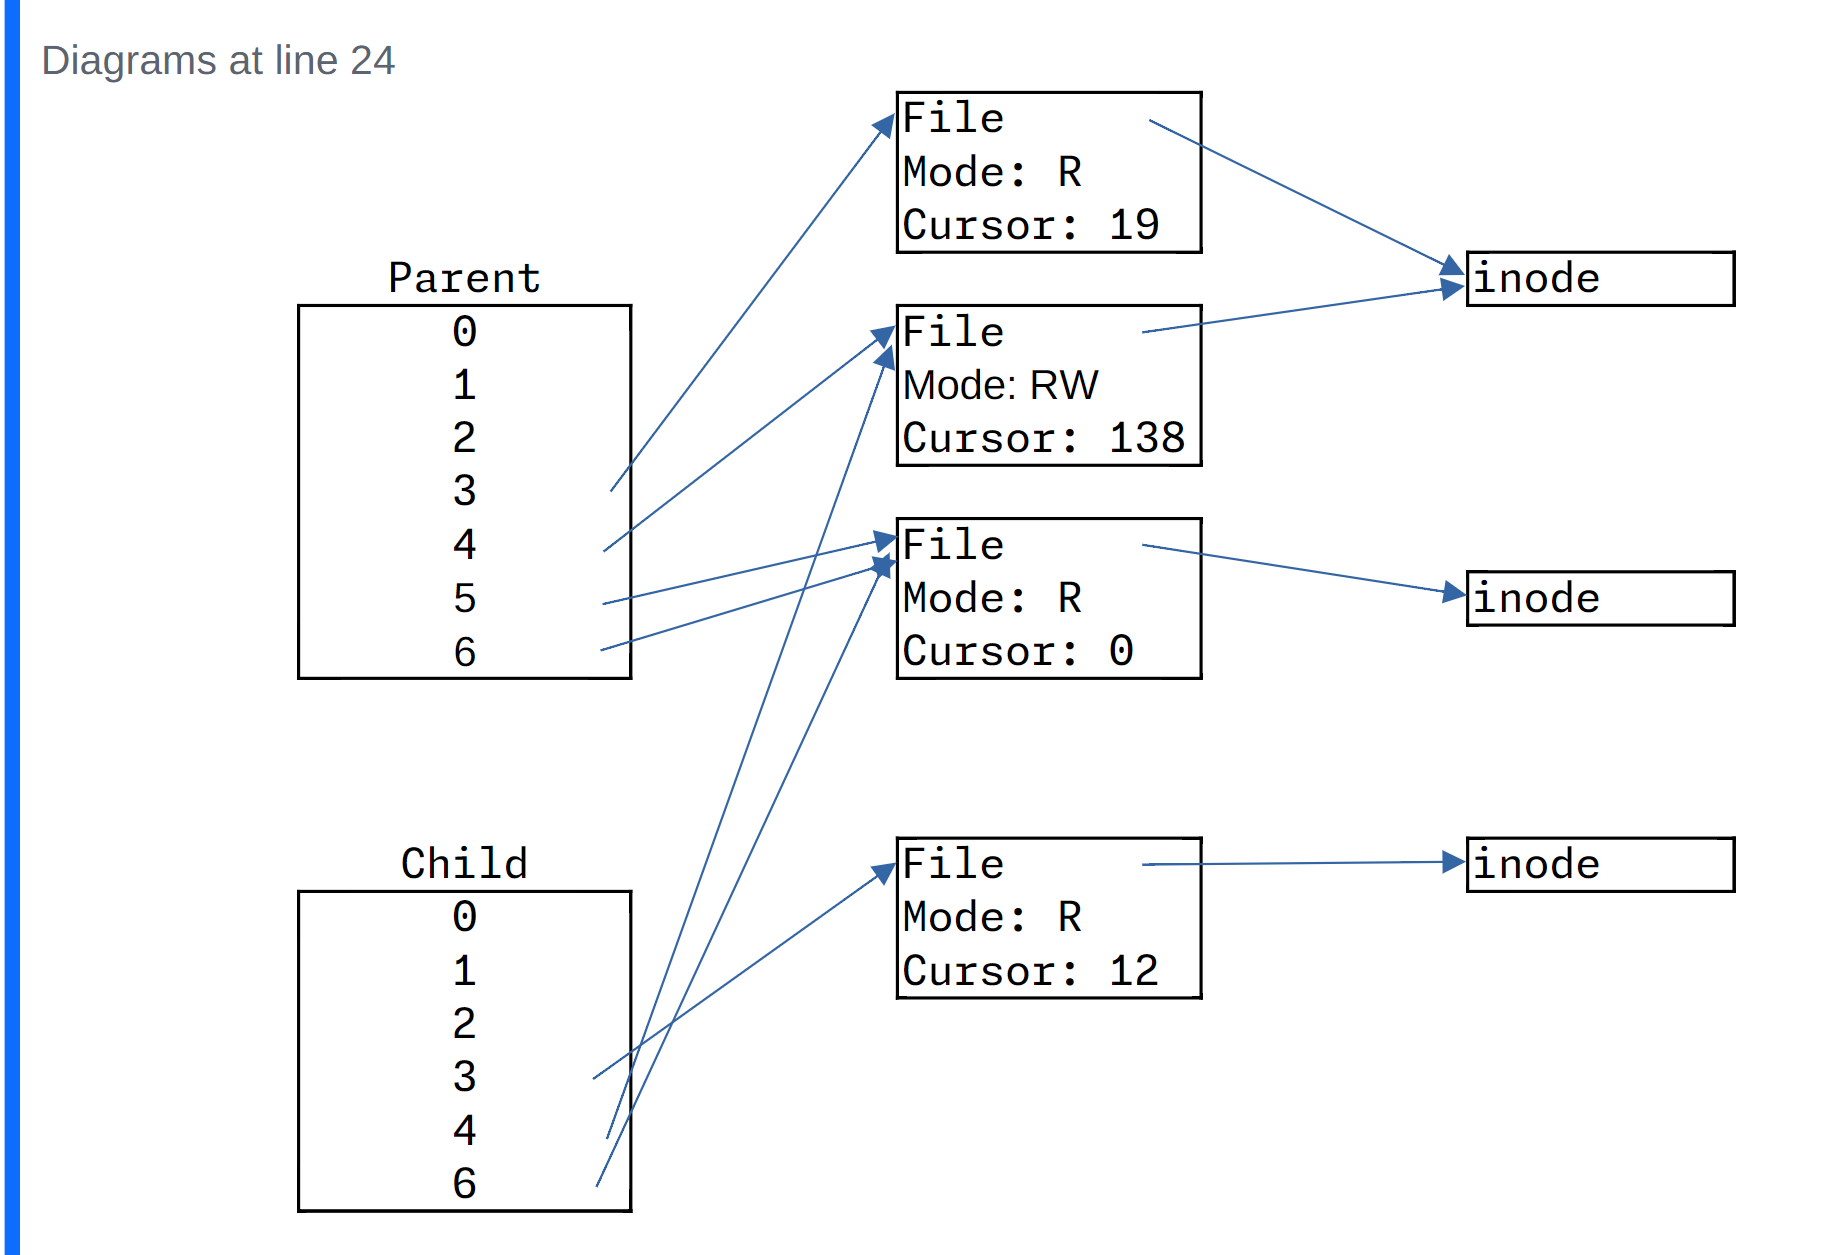 Diagrams at line 24
Parent
0
1
2
3
4
5
6
File
Mode: R
Cursor: 19
File
Mode: RW
Cursor: 138
File
Mode: R
Cursor: 0
inode
inode
Child
0
1
2
3
4
6
File
Mode: R
Cursor: 12
inode